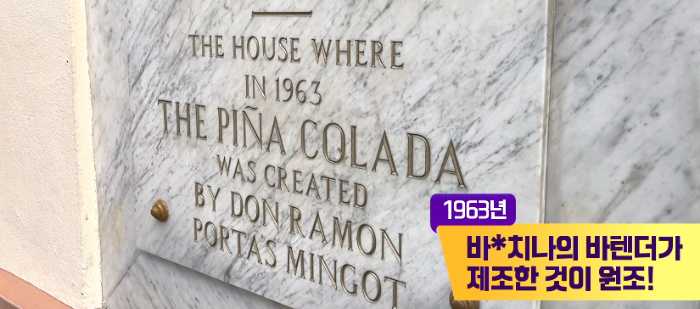 THE HOUSE WHERE
IN 1963
THE PIÑA COLADA
WAS CREATED
BY DON RAMON
PORTAS MINGOT
1963년
바*치나의 바텐더가
제조한 것이 원조!